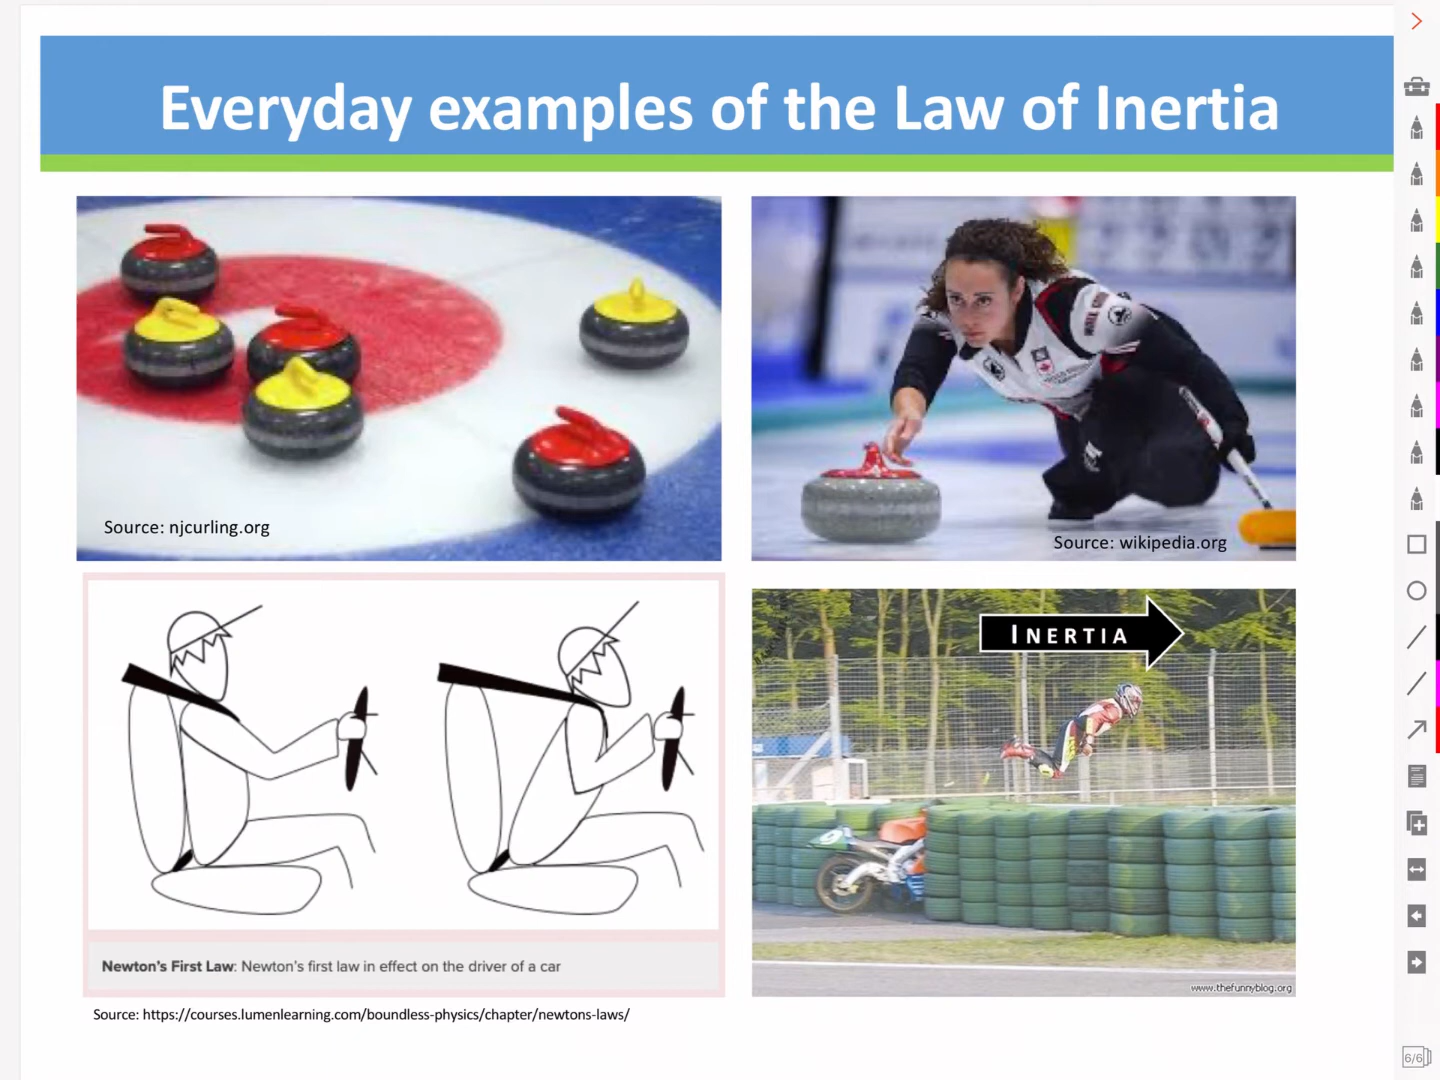 Everyday examples of the Law of Inertia
Source: njcurling.org
Source: wikipedia.org
INERTIA
www.thefunnyblog.org
Newton's First Law: Newton's first law in effect on the driver of a car
Source: https://courses.lumenlearning.com/boundless-physics/chapter/newtons-laws/
6/6